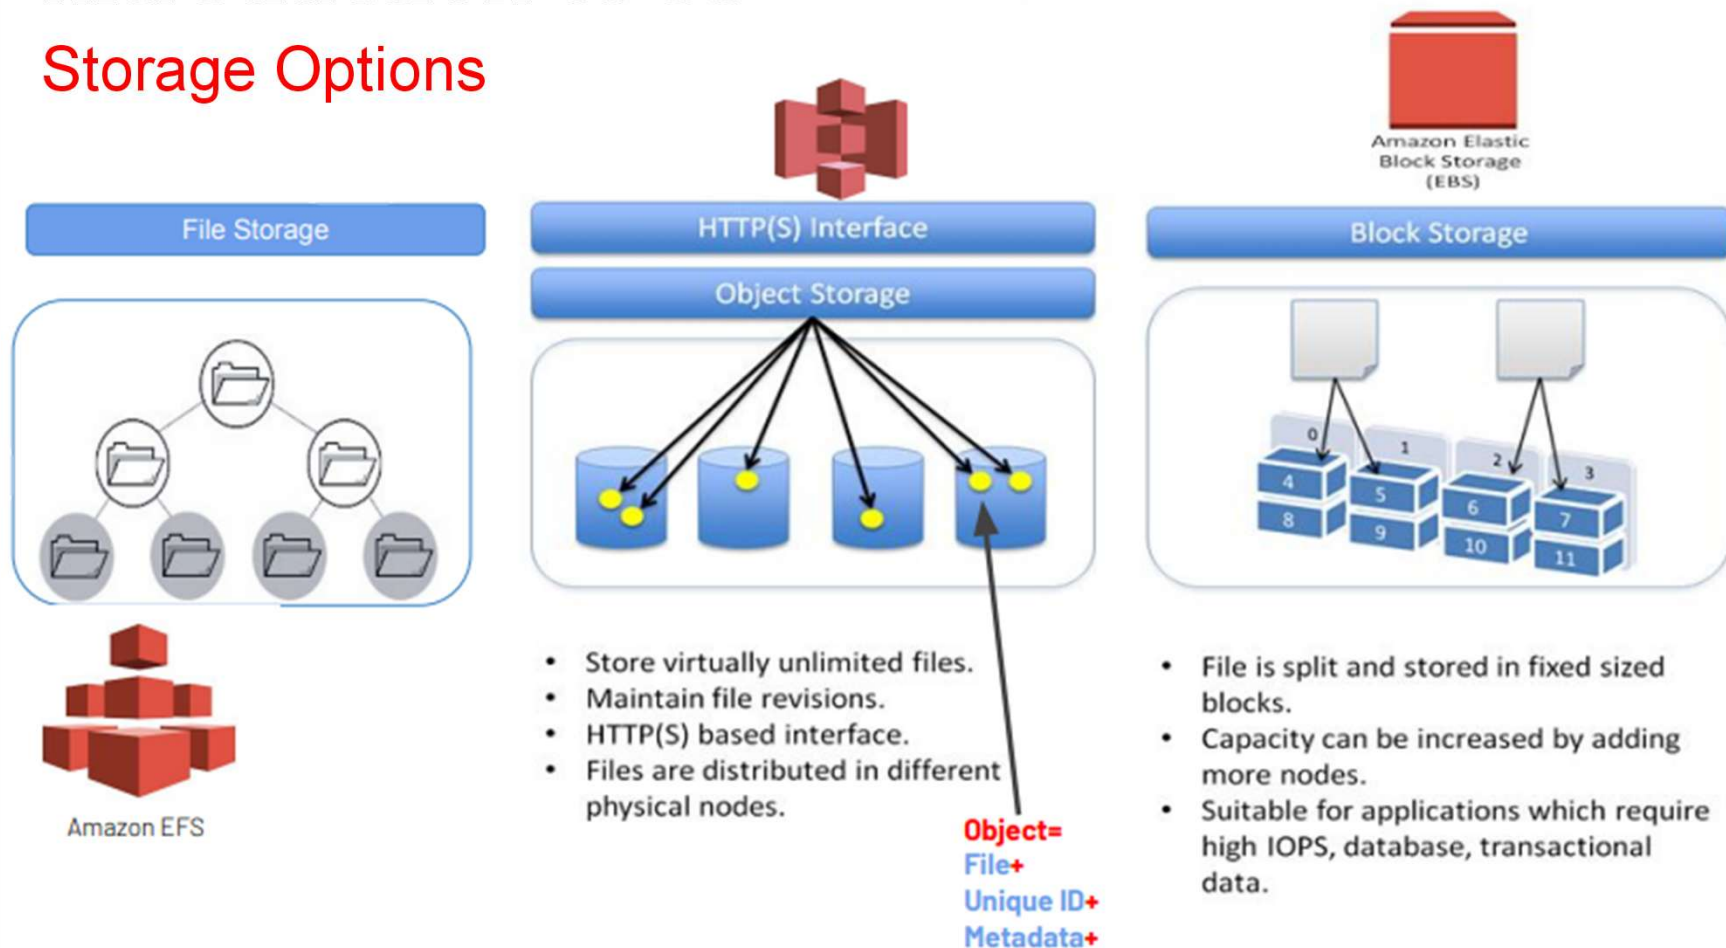 Storage Options
Amazon Elastic
Block Storage
(EBS)
File Storage
HTTP(S) Interface
Object Storage
Block Storage
0
1
2
3
4
5
6
7
8
9
10
11
Amazon EFS
• Store virtually unlimited files.
• Maintain file revisions.
• HTTP(S) based interface.
• Files are distributed in different
physical nodes.
Object=
File+
Unique ID+
Metadata+
• File is split and stored in fixed sized
blocks.
• Capacity can be increased by adding
more nodes.
• Suitable for applications which require
high IOPS, database, transactional
data.